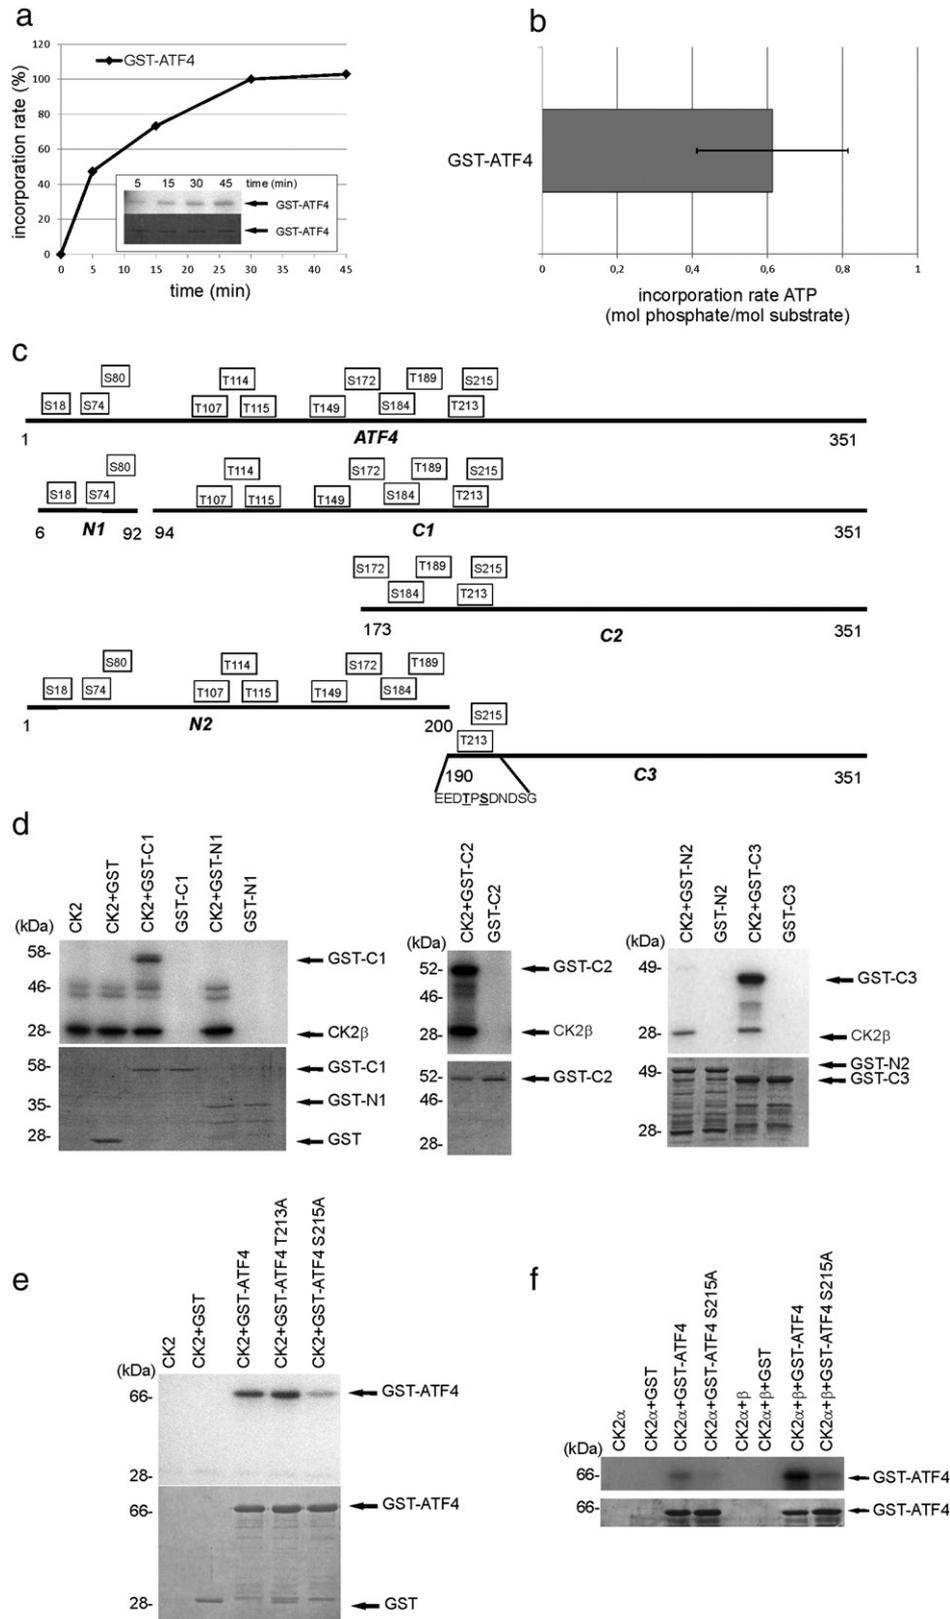 a
120
100
80
60
40
20
0
incorporation rate (%)
GST-ATF4
5 15 30 45 time (min)
GST-ATF4
GST-ATF4
0 5 10 15 20 25 30 35 40 45
time (min)
b
GST-ATF4
0 0,2 0,4 0,6 0,8 1
incorporation rate ATP
(mol phosphate/mol substrate)
c
S80 T114 S172 T189 S215
S18 S74 T107 T115 T149 S184 T213
1 ATF4 351
S80 T114 S172 T189 S215
S18 S74 T107 T115 T149 S184 T213
6 N1 92 94 C1 351
S172 T189 S215
S184 T213
173 C2 351
S80 T114 S172 T189
S18 S74 T107 T115 T149 S184
1 N2 200
S215
T213
190 C3 351
EEDTPSDNDSG
d
(kDa) CK2 CK2+GST CK2+GST-C1 GST-C1 CK2+GST-N1 GST-N1
58- GST-C1
46-
28- CK2β
58- GST-C1
35- GST-N1
28- GST
(kDa) CK2+GST-C2 GST-C2
52- GST-C2
46-
28- CK2β
52- GST-C2
46-
28-
(kDa) CK2+GST-N2 GST-N2 CK2+GST-C3 GST-C3
49- GST-C3
28- CK2β
GST-N2
49- GST-C3
28-
e
(kDa) CK2 CK2+GST CK2+GST-ATF4 CK2+GST-ATF4 T213A CK2+GST-ATF4 S215A
66- GST-ATF4
28-
66- GST-ATF4
28- GST
f
(kDa) CK2α CK2α+GST CK2α+GST-ATF4 CK2α+GST-ATF4 S215A CK2α+β CK2α+β+GST CK2α+β+GST-ATF4 CK2α+β+GST-ATF4 S215A
66- GST-ATF4
66- GST-ATF4